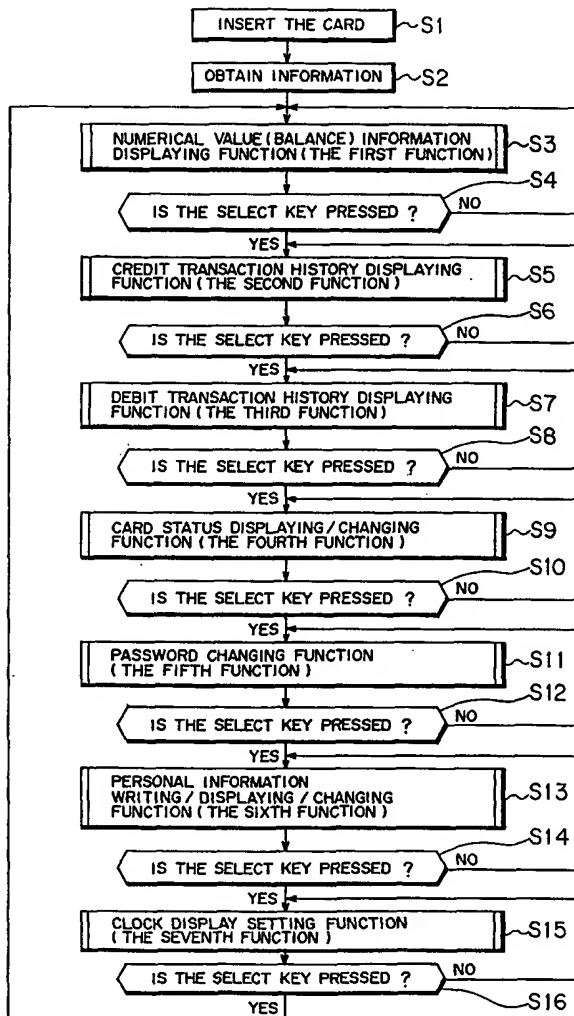 INSERT THE CARD S1
OBTAIN INFORMATION S2
NUMERICAL VALUE (BALANCE) INFORMATION
DISPLAYING FUNCTION (THE FIRST FUNCTION) S3
S4
IS THE SELECT KEY PRESSED ? NO
YES
CREDIT TRANSACTION HISTORY DISPLAYING
FUNCTION (THE SECOND FUNCTION) S5
S6
IS THE SELECT KEY PRESSED ? NO
YES
DEBIT TRANSACTION HISTORY DISPLAYING
FUNCTION (THE THIRD FUNCTION) S7
S8
IS THE SELECT KEY PRESSED ? NO
YES
CARD STATUS DISPLAYING / CHANGING
FUNCTION (THE FOURTH FUNCTION) S9
S10
IS THE SELECT KEY PRESSED ? NO
YES
PASSWORD CHANGING FUNCTION
(THE FIFTH FUNCTION) S11
S12
IS THE SELECT KEY PRESSED ? NO
YES
PERSONAL INFORMATION
WRITING / DISPLAYING / CHANGING
FUNCTION (THE SIXTH FUNCTION) S13
S14
IS THE SELECT KEY PRESSED ? NO
YES
CLOCK DISPLAY SETTING FUNCTION
(THE SEVENTH FUNCTION) S15
IS THE SELECT KEY PRESSED ? NO
YES S16